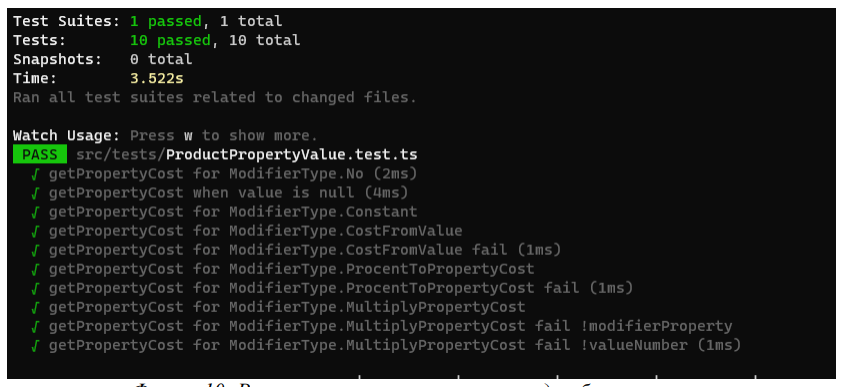 Test Suites: 1 passed, 1 total
Tests: 10 passed, 10 total
Snapshots: 0 total
Time: 3.522s
Ran all test suites related to changed files.
Watch Usage: Press w to show more.
PASS src/tests/ProductPropertyValue.test.ts
√ getPropertyCost for ModifierType.No (2ms)
√ getPropertyCost when value is null (4ms)
√ getPropertyCost for ModifierType.Constant
√ getPropertyCost for ModifierType.CostFromValue
√ getPropertyCost for ModifierType.CostFromValue fail (1ms)
√ getPropertyCost for ModifierType.ProcentToPropertyCost
√ getPropertyCost for ModifierType.ProcentToPropertyCost fail (1ms)
√ getPropertyCost for ModifierType.MultiplyPropertyCost
√ getPropertyCost for ModifierType.MultiplyPropertyCost fail !modifierProperty
√ getPropertyCost for ModifierType.MultiplyPropertyCost fail !valueNumber (1ms)